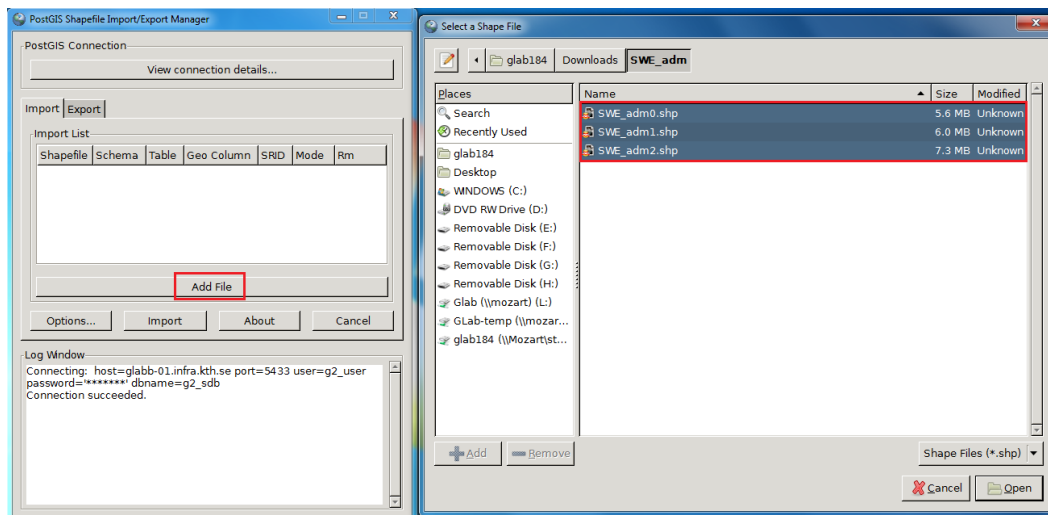 PostGIS Shapefile Import/Export Manager
PostGIS Connection
View connection details...
Import Export
Import List
Shapefile Schema Table Geo Column SRID Mode Rm
Add File
Options... Import About Cancel
Log Window
Connecting: host=glabb-01.infra.kth.se port=5433 user=g2_user
password='*******' dbname=g2_sdb
Connection succeeded.
Select a Shape File
glab184 Downloads SWE_adm
Places
Search
Recently Used
glab184
Desktop
WINDOWS (C:)
DVD RW Drive (D:)
Removable Disk (E:)
Removable Disk (F:)
Removable Disk (G:)
Removable Disk (H:)
Glab (\\mozart) (L:)
GLab-temp (\\mozar...
glab184 (\\Mozart\st...
Name Size Modified
SWE_adm0.shp 5.6 MB Unknown
SWE_adm1.shp 6.0 MB Unknown
SWE_adm2.shp 7.3 MB Unknown
Add Remove
Shape Files (*.shp)
Cancel Open